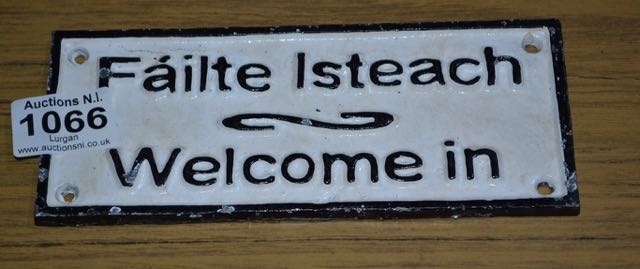 Fáilte Isteach
Welcome in
Auctions N.I.
1066
Lurgan
www.auctionsni.co.uk